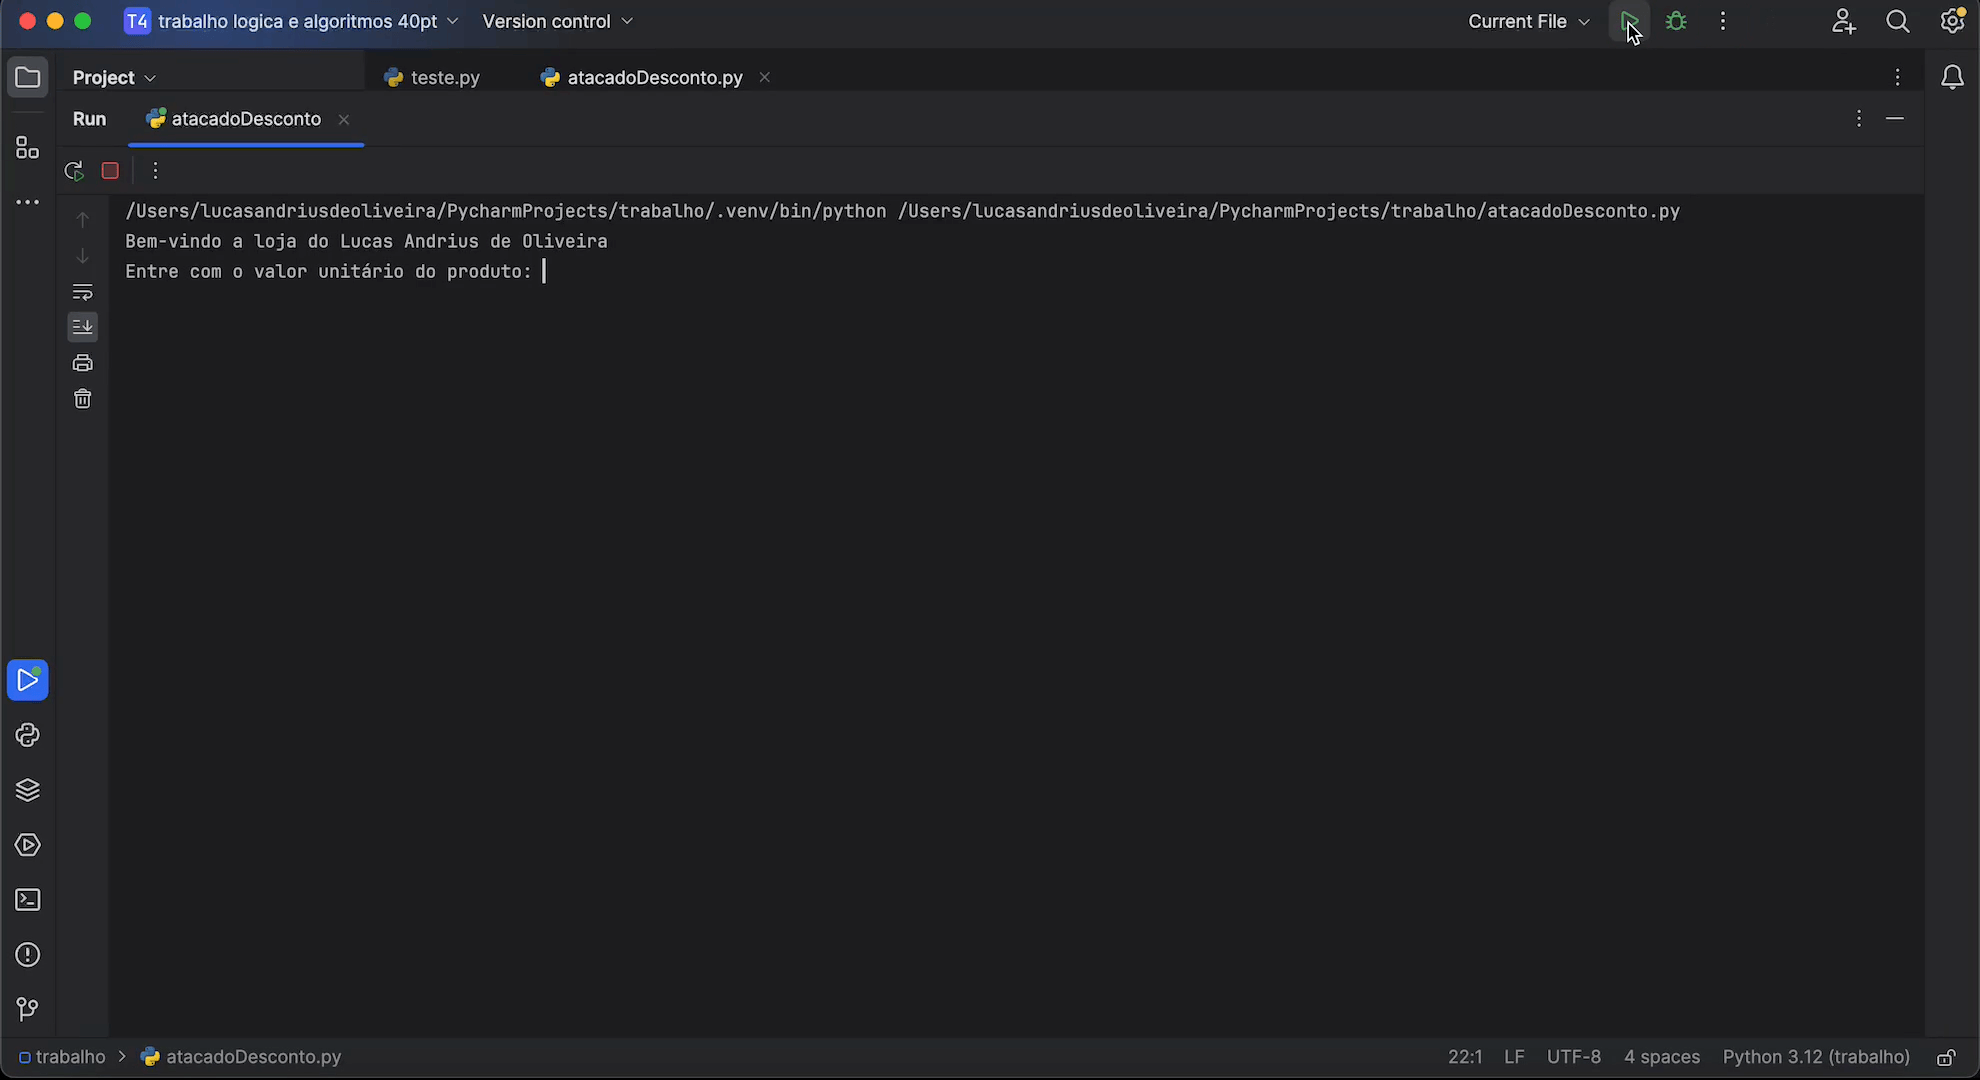 T4 trabalho logica e algoritmos 40pt Version control Current File
Project teste.py atacadoDesconto.py
Run atacadoDesconto
/Users/lucasandriusdeoliveira/PycharmProjects/trabalho/.venv/bin/python /Users/lucasandriusdeoliveira/PycharmProjects/trabalho/atacadoDesconto.py
Bem-vindo a loja do Lucas Andrius de Oliveira
Entre com o valor unitário do produto:
trabalho > atacadoDesconto.py 22:1 LF UTF-8 4 spaces Python 3.12 (trabalho)